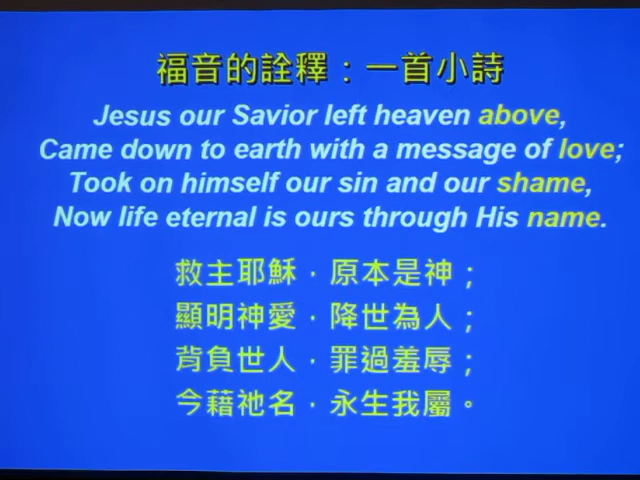 福音的詮釋：一首小詩
Jesus our Savior left heaven above,
Came down to earth with a message of love;
Took on himself our sin and our shame,
Now life eternal is ours through His name.
救主耶穌，原本是神；
顯明神愛，降世為人；
背負世人，罪過羞辱；
今藉祂名，永生我屬。